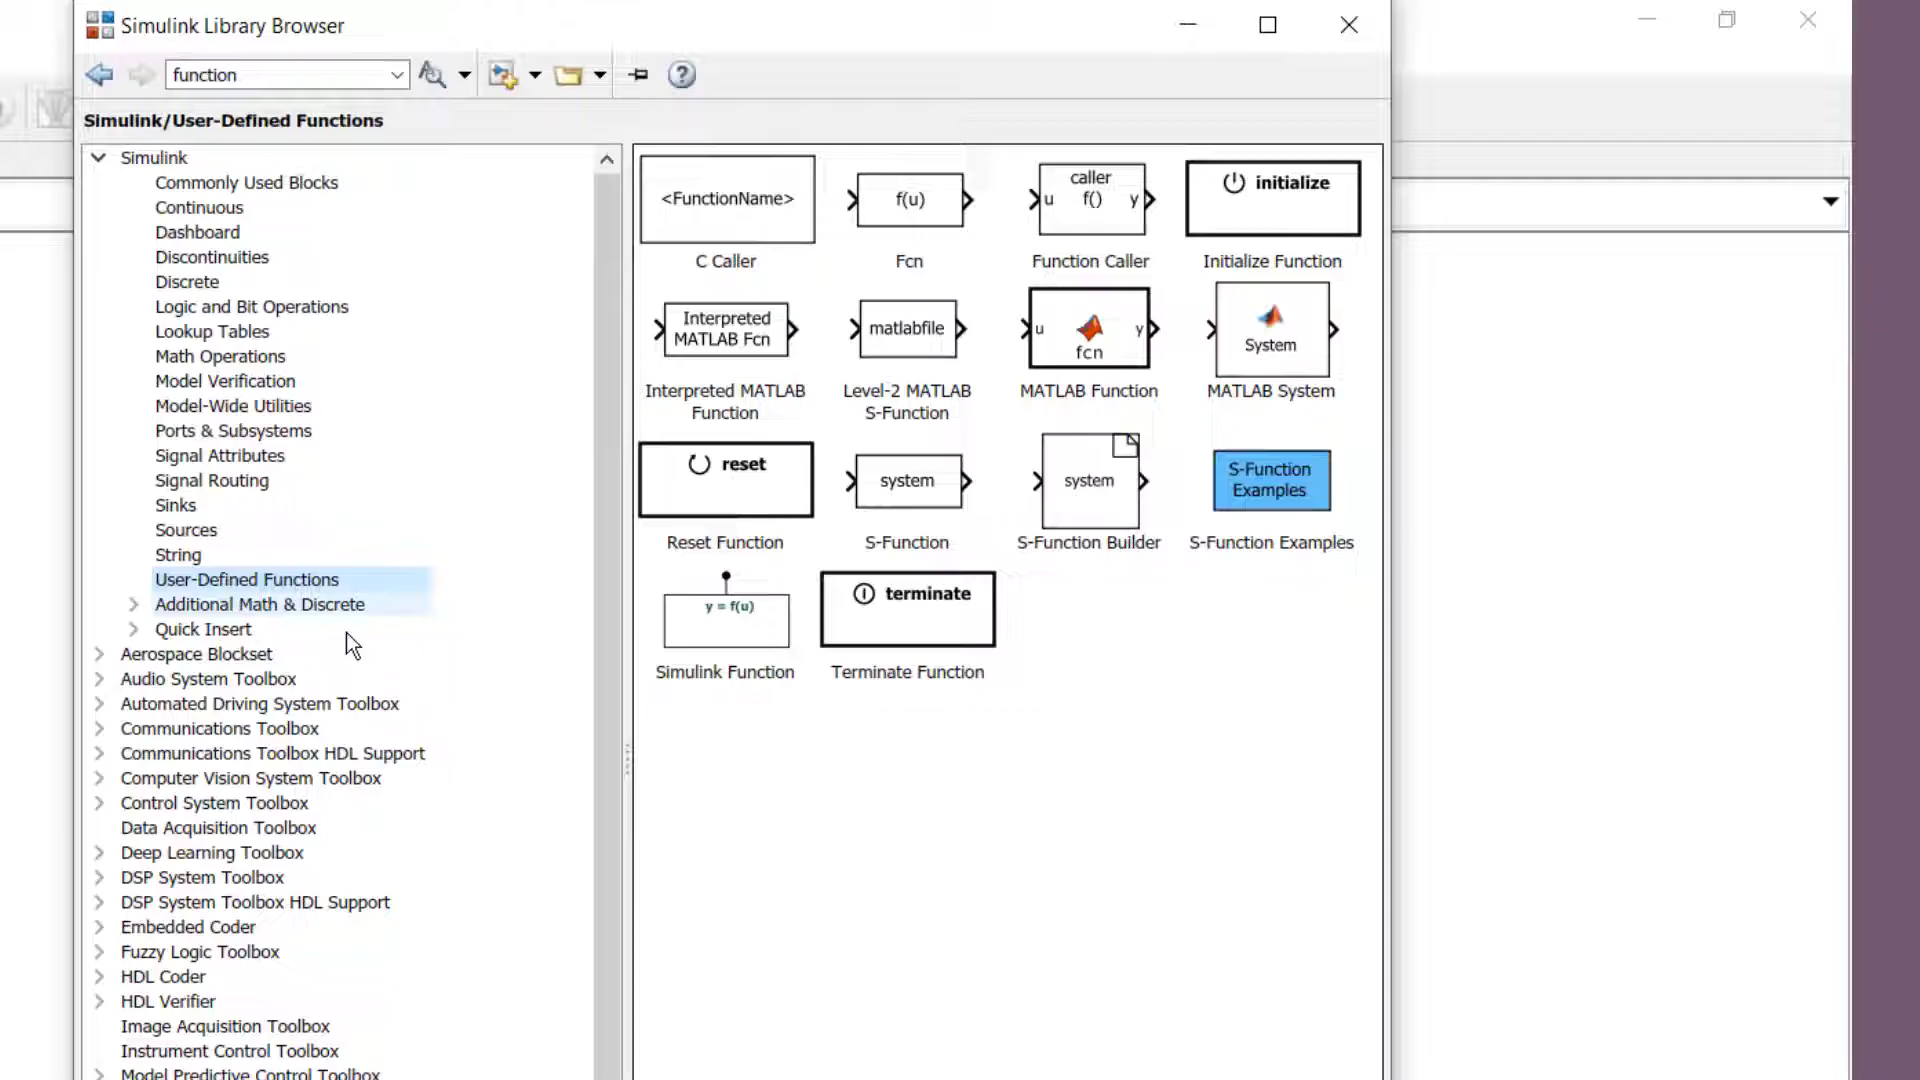 Simulink Library Browser
function
Simulink/User-Defined Functions
Simulink
Commonly Used Blocks
Continuous
Dashboard
Discontinuities
Discrete
Logic and Bit Operations
Lookup Tables
Math Operations
Model Verification
Model-Wide Utilities
Ports & Subsystems
Signal Attributes
Signal Routing
Sinks
Sources
String
User-Defined Functions
Additional Math & Discrete
Quick Insert
Aerospace Blockset
Audio System Toolbox
Automated Driving System Toolbox
Communications Toolbox
Communications Toolbox HDL Support
Computer Vision System Toolbox
Control System Toolbox
Data Acquisition Toolbox
Deep Learning Toolbox
DSP System Toolbox
DSP System Toolbox HDL Support
Embedded Coder
Fuzzy Logic Toolbox
HDL Coder
HDL Verifier
Image Acquisition Toolbox
Instrument Control Toolbox
Model Predictive Control Toolbox
<FunctionName>
C Caller
f(u)
Fcn
caller
u f() y
Function Caller
initialize
Initialize Function
Interpreted
MATLAB Fcn
Interpreted MATLAB
Function
matlabfile
Level-2 MATLAB
S-Function
u y
fcn
MATLAB Function
System
MATLAB System
reset
Reset Function
system
S-Function
system
S-Function Builder
S-Function
Examples
S-Function Examples
y = f(u)
Simulink Function
terminate
Terminate Function